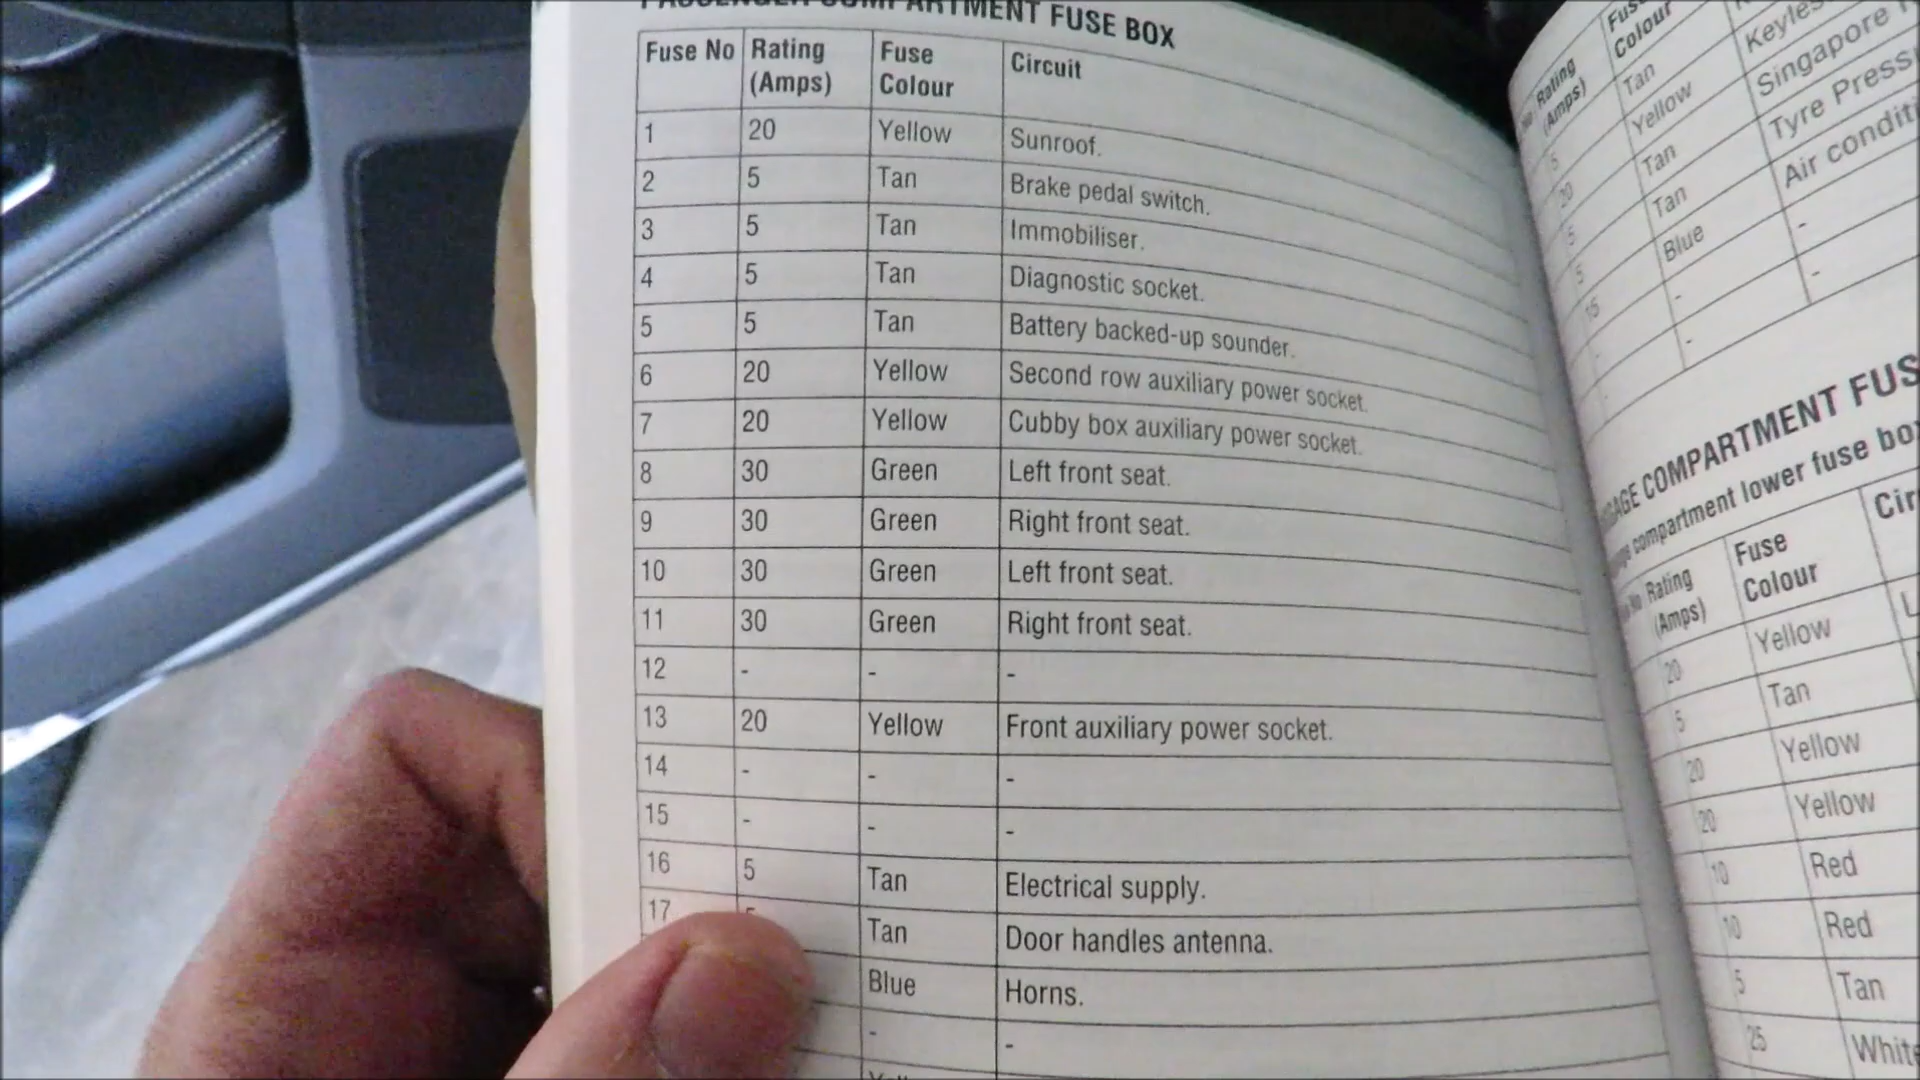 PASSENGER COMPARTMENT FUSE BOX
Fuse No Rating (Amps) Fuse Colour Circuit
1 20 Yellow Sunroof.
2 5 Tan Brake pedal switch.
3 5 Tan Immobiliser.
4 5 Tan Diagnostic socket.
5 5 Tan Battery backed-up sounder.
6 20 Yellow Second row auxiliary power socket.
7 20 Yellow Cubby box auxiliary power socket.
8 30 Green Left front seat.
9 30 Green Right front seat.
10 30 Green Left front seat.
11 30 Green Right front seat.
12 - - -
13 20 Yellow Front auxiliary power socket.
14 - - -
15 - - -
16 5 Tan Electrical supply.
17 Tan Door handles antenna.
Blue Horns.
- -
Rating (Amps) Fuse Colour
5 Tan
20 Yellow Singapore
5 Tan Tyre
5 Tan Air
15 Blue -
- -
-
COMPARTMENT
compartment lower fuse box
Rating (Amps) Fuse Colour
20 Yellow
5 Tan
20 Yellow
20 Yellow
10 Red
10 Red
5 Tan
25 White